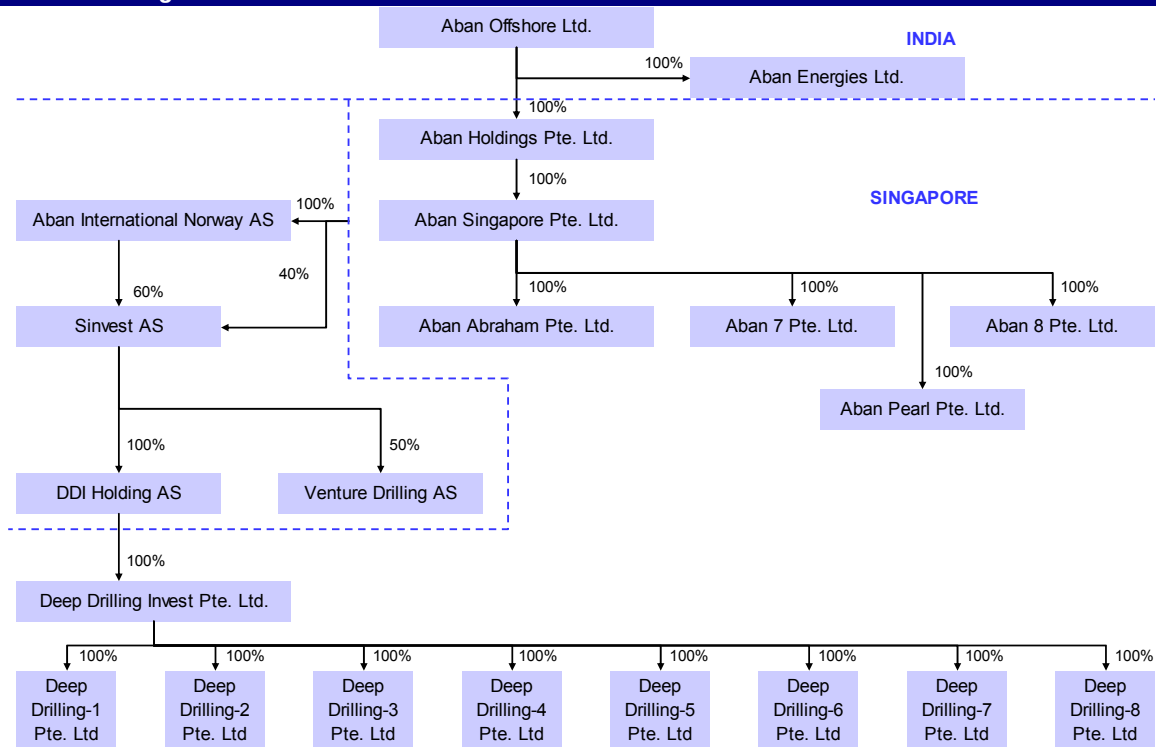 Aban Offshore Ltd.
INDIA
100%
Aban Energies Ltd.
100%
Aban Holdings Pte. Ltd.
100%
SINGAPORE
Aban International Norway AS
100%
Aban Singapore Pte. Ltd.
40%
60%
100%
100%
100%
Sinvest AS
Aban Abraham Pte. Ltd.
Aban 7 Pte. Ltd.
Aban 8 Pte. Ltd.
100%
Aban Pearl Pte. Ltd.
100%
50%
DDI Holding AS
Venture Drilling AS
100%
Deep Drilling Invest Pte. Ltd.
100%
100%
100%
100%
100%
100%
100%
100%
Deep
Drilling-1
Pte. Ltd
Deep
Drilling-2
Pte. Ltd
Deep
Drilling-3
Pte. Ltd
Deep
Drilling-4
Pte. Ltd
Deep
Drilling-5
Pte. Ltd
Deep
Drilling-6
Pte. Ltd
Deep
Drilling-7
Pte. Ltd
Deep
Drilling-8
Pte. Ltd